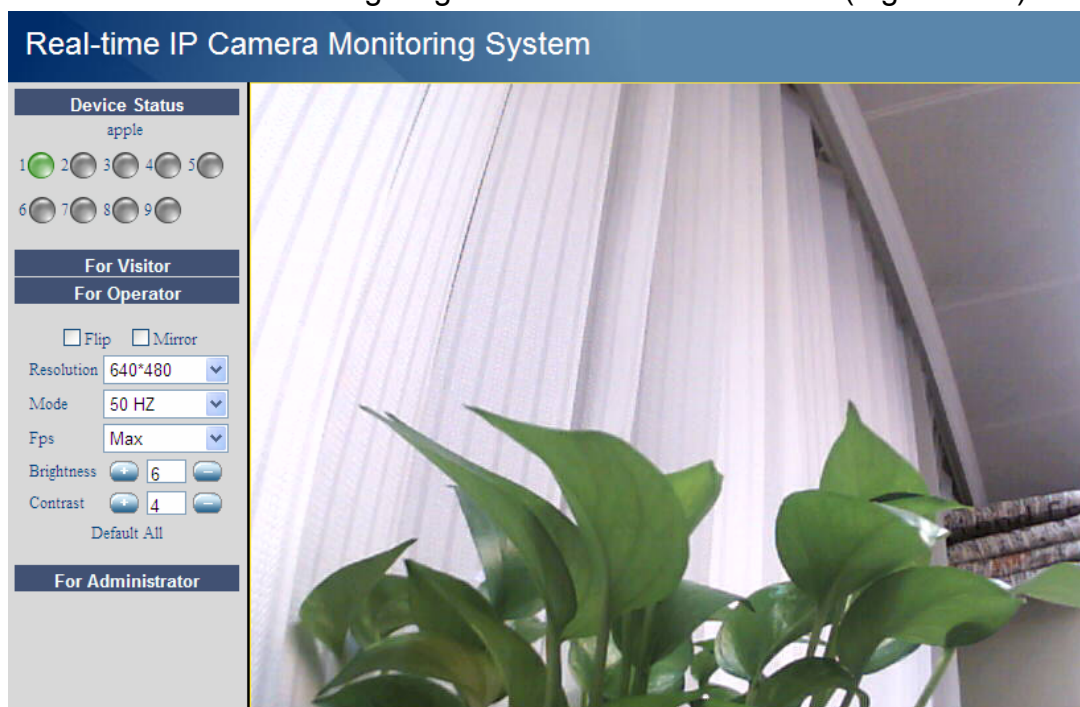 Real-time IP Camera Monitoring System
Device Status
apple
1 2 3 4 5
6 7 8 9
For Visitor
For Operator
Flip Mirror
Resolution 640*480
Mode 50 HZ
Fps Max
Brightness + 6 -
Contrast + 4 -
Default All
For Administrator